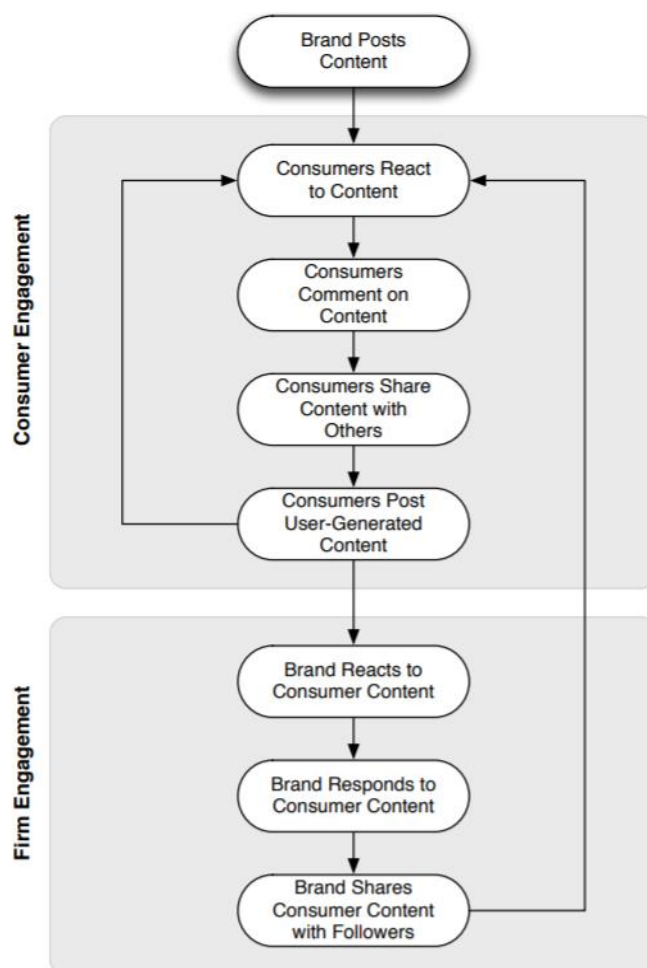 Brand Posts
Content
Consumer Engagement
Consumers React
to Content
Consumers
Comment on
Content
Consumers Share
Content with
Others
Consumers Post
User-Generated
Content
Firm Engagement
Brand Reacts to
Consumer Content
Brand Responds to
Consumer Content
Brand Shares
Consumer Content
with Followers